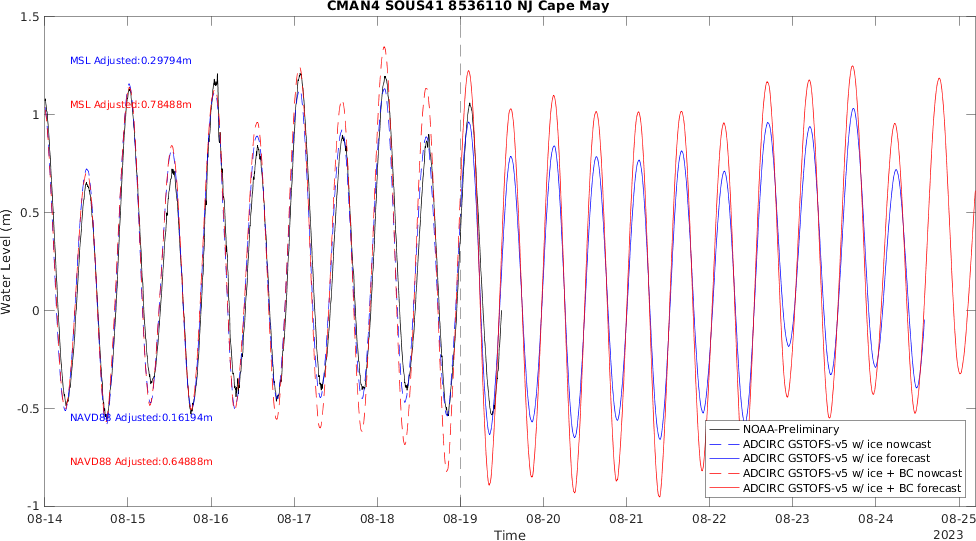 CMAN4 SOUS41 8536110 NJ Cape May
1.5
MSL Adjusted:0.29794m
MSL Adjusted:0.78488m
1
0.5
Water Level (m)
0
-0.5
NAVD88 Adjusted:0.16194m
NAVD88 Adjusted:0.64888m
NOAA-Preliminary
ADCIRC GSTOFS-v5 w/ ice nowcast
ADCIRC GSTOFS-v5 w/ ice forecast
ADCIRC GSTOFS-v5 w/ ice + BC nowcast
ADCIRC GSTOFS-v5 w/ ice + BC forecast
-1
08-14 08-15 08-16 08-17 08-18 08-19 08-20 08-21 08-22 08-23 08-24 08-25
Time
2023